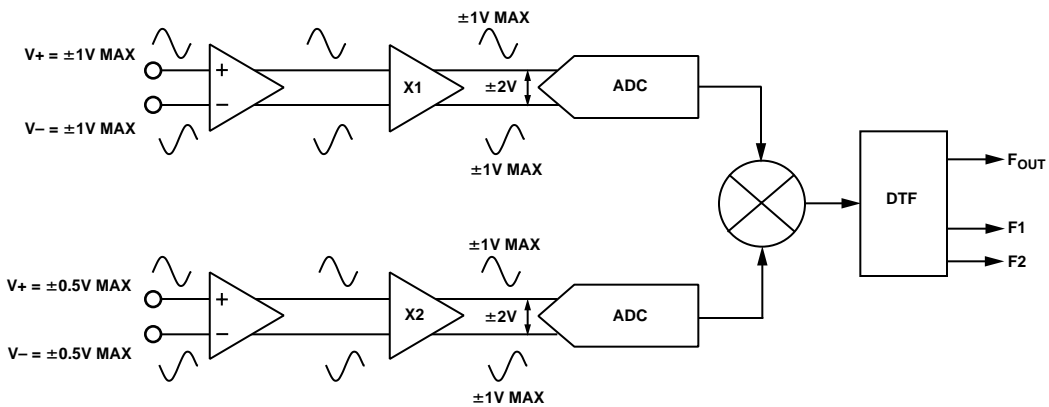 ±1V MAX
V+ = ±1V MAX
+
X1
±2V
ADC
−
V− = ±1V MAX
±1V MAX
DTF
FOUT
F1
F2
±1V MAX
V+ = ±0.5V MAX
+
X2
±2V
ADC
−
V− = ±0.5V MAX
±1V MAX